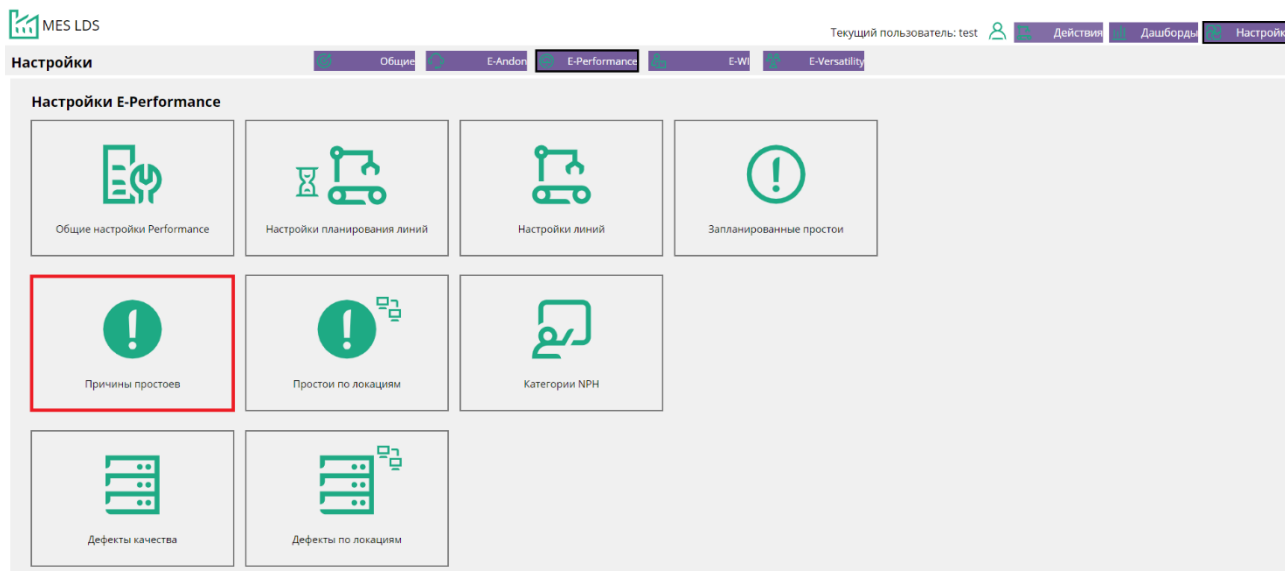 MES LDS
Текущий пользователь: test
Действия
Дашборды
Настройк
Настройки
Общие
E-Andon
E-Performance
E-WI
E-Versatility
Настройки E-Performance
Общие настройки Performance
Настройки планирования линий
Настройки линий
Запланированные простои
Причины простоев
Простои по локациям
Категории NPH
Дефекты качества
Дефекты по локациям